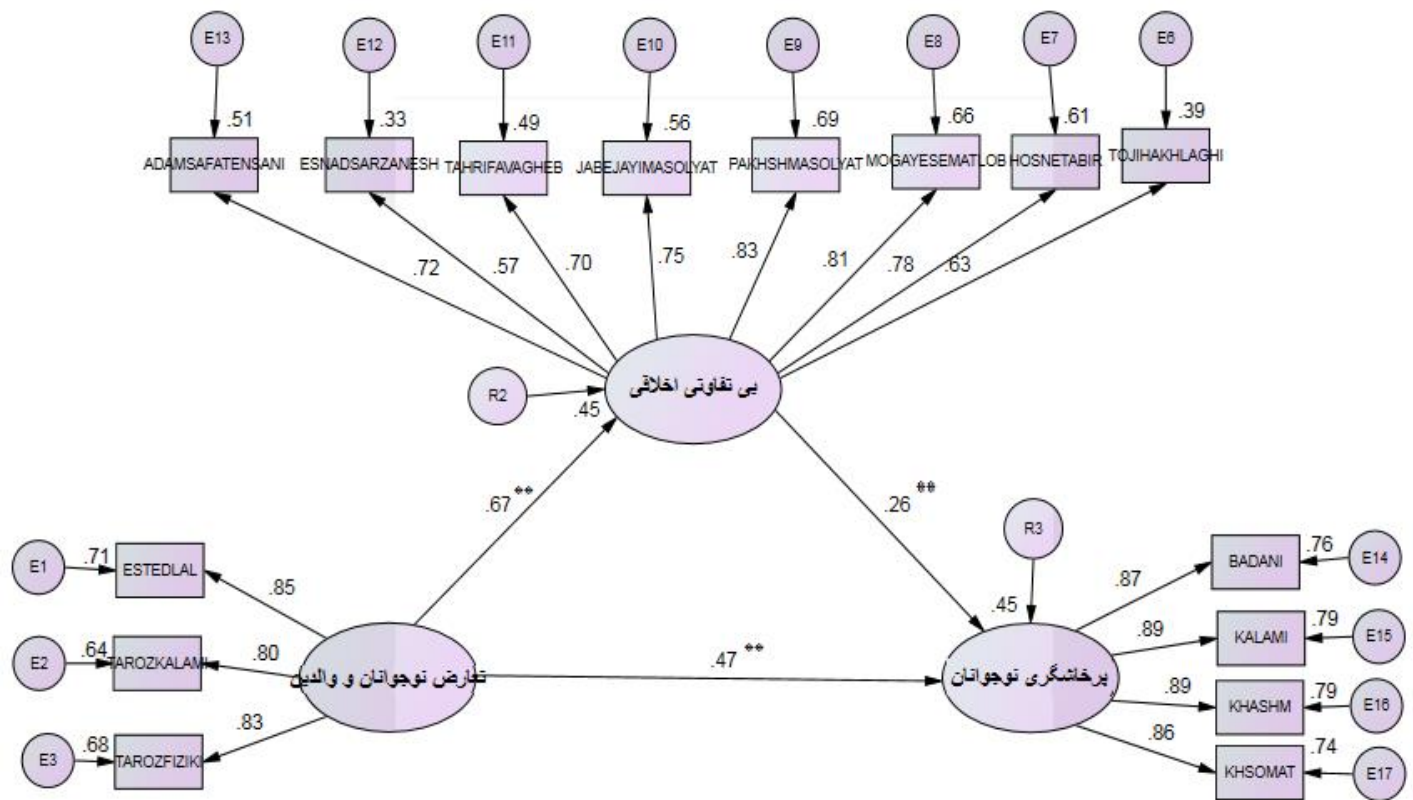 E13 E12 E11 E10 E9 E8 E7 E6
.51 .33 .49 .56 .69 .66 .61 .39
ADAMSAFATENSANI ESNADSARZANESH TAHRIFAVAGHEB JABEJAYIMASOLYAT PAKHSHMASOLYAT MOGAYESEMATLOB HOSNETABIR TOJIHAKHLAGHI
.72 .57 .70 .75 .83 .81 .78 .63
بی تفاوتی اخلاقی
R2
.45
.67 **
.26 **
R3
.45
E1 .71 ESTEDLAL .85
E2 .64 TAROZKALAMI .80
E3 .68 TAROZFIZIKI .83
تعارض نوجوانان و والدین
.47 **
پرخاشگری نوجوانان
.87 BADANI .76 E14
.89 KALAMI .79 E15
.89 KHASHM .79 E16
.86 KHSOMAT .74 E17